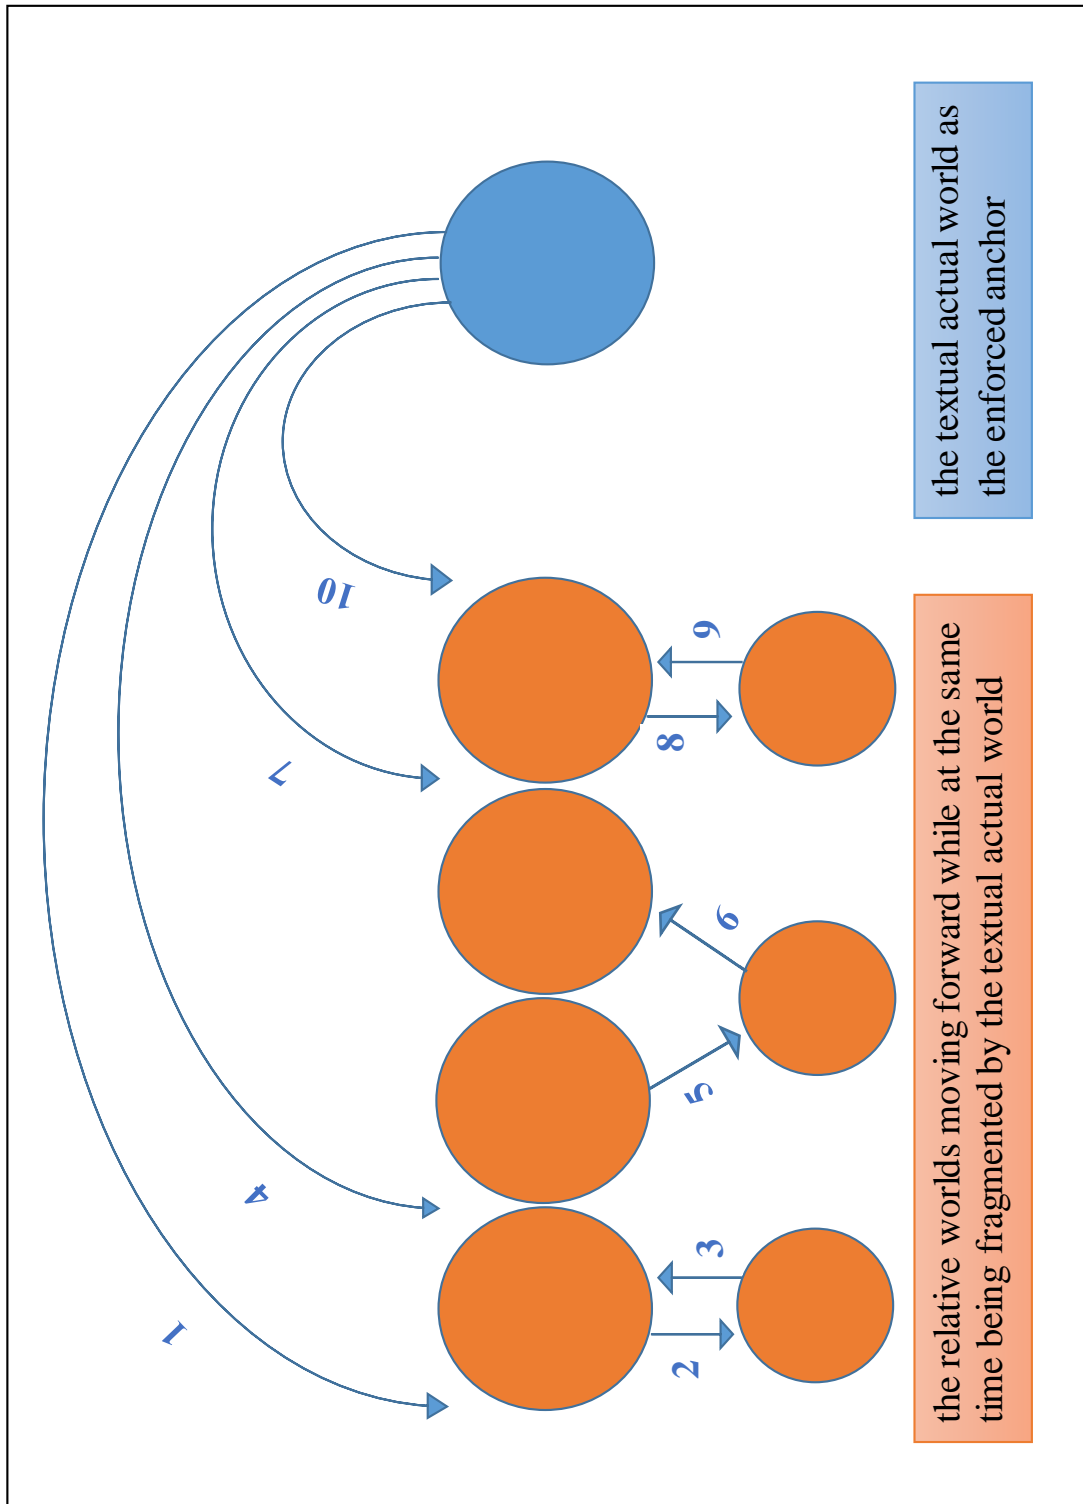 1
4
7
10
2
3
5
6
8
9
the relative worlds moving forward while at the same
time being fragmented by the textual actual world
the textual actual world as
the enforced anchor